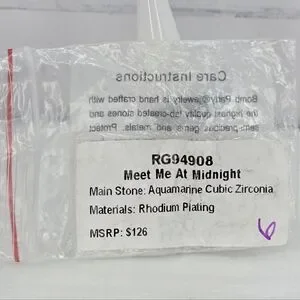 Care Instructions
Bomb Party® jewelry is hand crafted with
the highest quality lab-created stones and
semi-precious gems and metals. Protect
RG94908
Meet Me At Midnight
Main Stone: Aquamarine Cubic Zirconia
Materials: Rhodium Plating
MSRP: $126
6